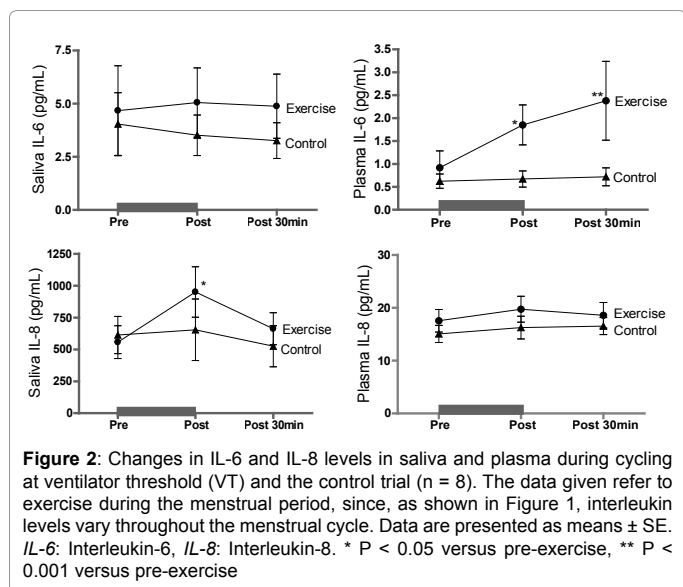 Saliva IL-6 (pg/mL)
7.5
5.0
2.5
0.0
Exercise
Control
Pre
Post
Post 30min
Plasma IL-6 (pg/mL)
3.5
3.0
2.5
2.0
1.5
1.0
0.5
0.0
*
**
Exercise
Control
Pre
Post
Post 30min
Saliva IL-8 (pg/mL)
1250
1000
750
500
250
0
*
Exercise
Control
Pre
Post
Post 30min
Plasma IL-8 (pg/mL)
30
20
10
0
Exercise
Control
Pre
Post
Post 30min
Figure 2: Changes in IL-6 and IL-8 levels in saliva and plasma during cycling
at ventilator threshold (VT) and the control trial (n = 8). The data given refer to
exercise during the menstrual period, since, as shown in Figure 1, interleukin
levels vary throughout the menstrual cycle. Data are presented as means ± SE.
IL-6: Interleukin-6, IL-8: Interleukin-8. * P < 0.05 versus pre-exercise, ** P <
0.001 versus pre-exercise